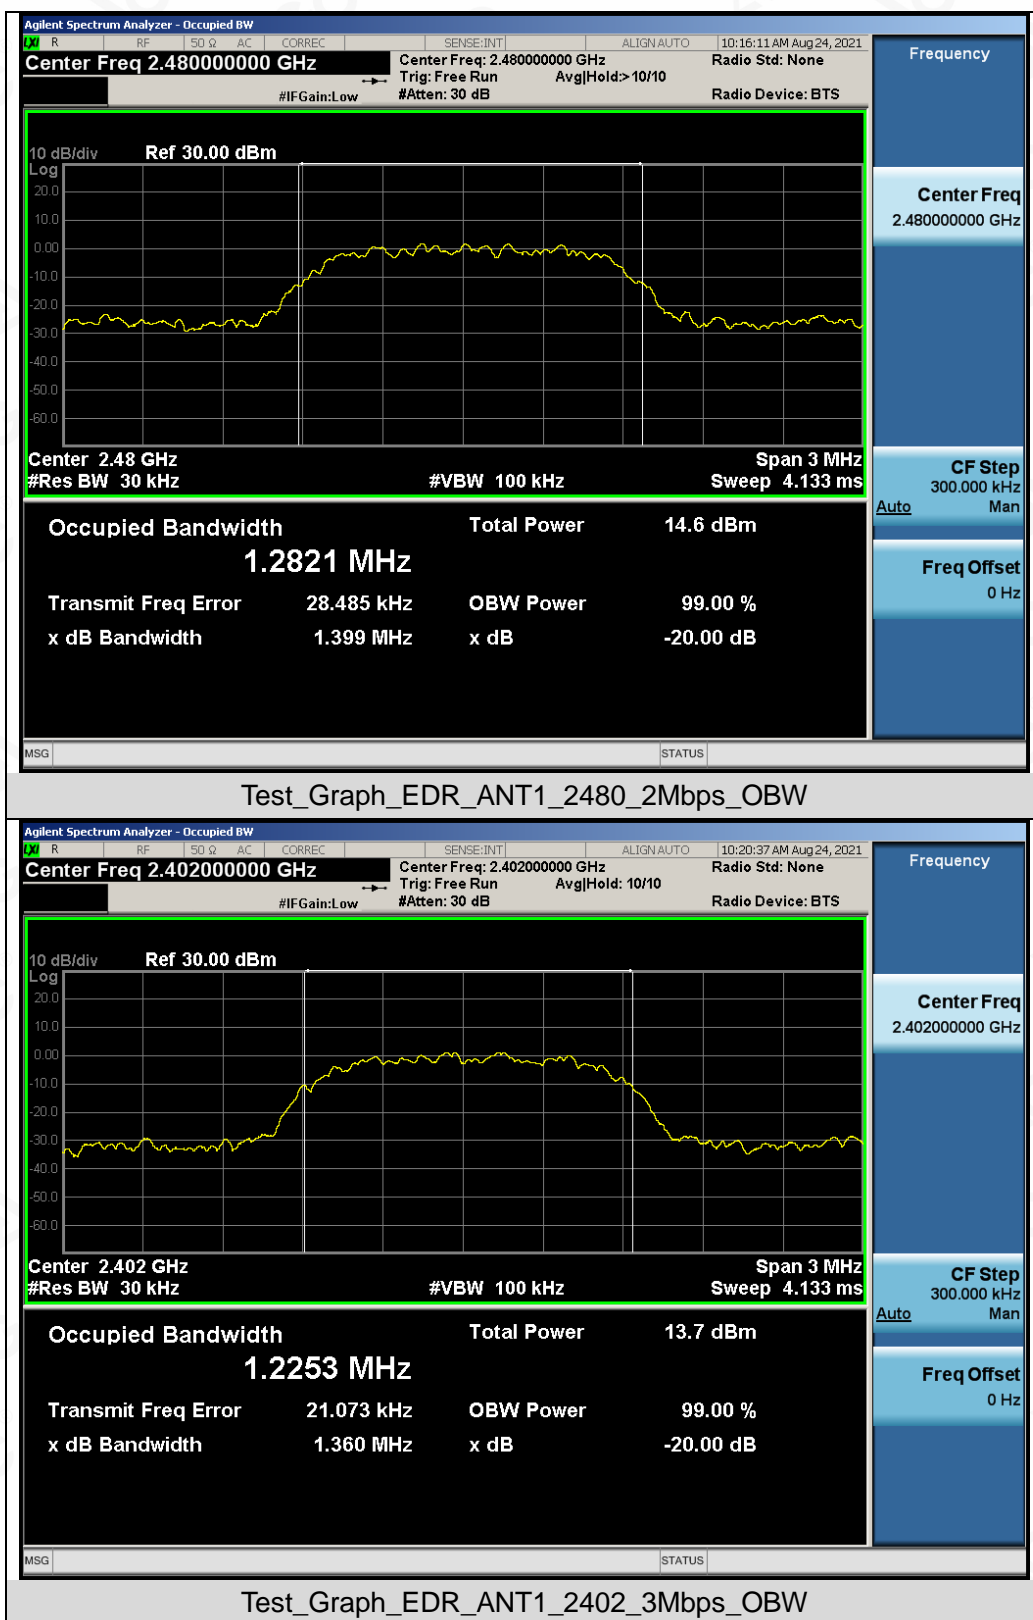 Agilent Spectrum Analyzer - Occupied BW
LXI R RF 50 Ω AC CORREC SENSE:INT ALIGN AUTO 10:16:11 AM Aug 24, 2021
Center Freq 2.480000000 GHz Center Freq: 2.480000000 GHz Radio Std: None Frequency
Trig: Free Run Avg|Hold:> 10/10
#IFGain:Low #Atten: 30 dB Radio Device: BTS
10 dB/div Ref 30.00 dBm
Log
20.0
10.0
0.00
-10.0
-20.0
-30.0
-40.0
-50.0
-60.0
Center Freq
2.480000000 GHz
Center 2.48 GHz Span 3 MHz
#Res BW 30 kHz #VBW 100 kHz Sweep 4.133 ms
CF Step
300.000 kHz
Auto Man
Occupied Bandwidth Total Power 14.6 dBm
1.2821 MHz
Freq Offset
0 Hz
Transmit Freq Error 28.485 kHz OBW Power 99.00 %
x dB Bandwidth 1.399 MHz x dB -20.00 dB
MSG STATUS
Test_Graph_EDR_ANT1_2480_2Mbps_OBW
Agilent Spectrum Analyzer - Occupied BW
LXI R RF 50 Ω AC CORREC SENSE:INT ALIGN AUTO 10:20:37 AM Aug 24, 2021
Center Freq 2.402000000 GHz Center Freq: 2.402000000 GHz Radio Std: None Frequency
Trig: Free Run Avg|Hold: 10/10
#IFGain:Low #Atten: 30 dB Radio Device: BTS
10 dB/div Ref 30.00 dBm
Log
20.0
10.0
0.00
-10.0
-20.0
-30.0
-40.0
-50.0
-60.0
Center Freq
2.402000000 GHz
Center 2.402 GHz Span 3 MHz
#Res BW 30 kHz #VBW 100 kHz Sweep 4.133 ms
CF Step
300.000 kHz
Auto Man
Occupied Bandwidth Total Power 13.7 dBm
1.2253 MHz
Freq Offset
0 Hz
Transmit Freq Error 21.073 kHz OBW Power 99.00 %
x dB Bandwidth 1.360 MHz x dB -20.00 dB
MSG STATUS
Test_Graph_EDR_ANT1_2402_3Mbps_OBW